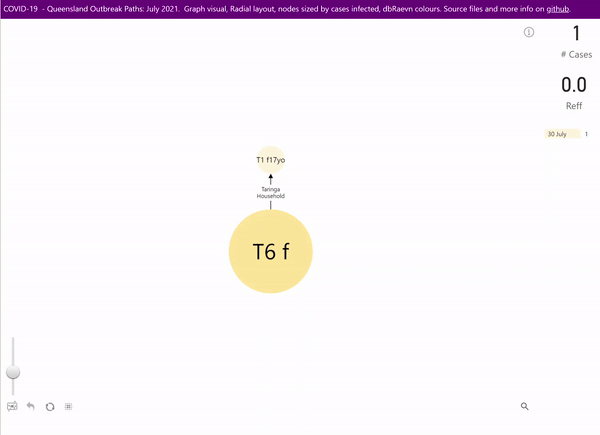 COVID-19 - Queensland Outbreak Paths: July 2021. Graph visual, Radial layout, nodes sized by cases infected, dbRaevn colours. Source files and more info on github.
1
# Cases
0.0
Reff
30 July 1
T1 f17yo
Taringa
Household
T6 f